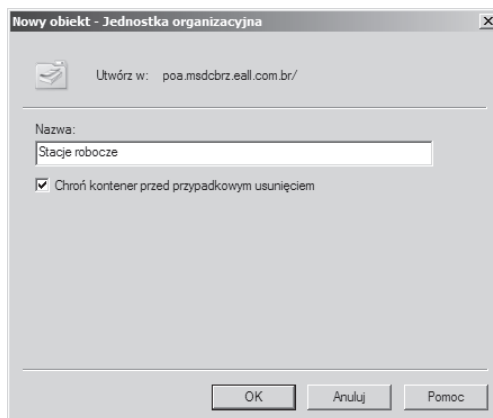 Nowy obiekt - Jednostka organizacyjna
Utwórz w: poa.msdcbrz.eall.com.br/
Nazwa:
Stacje robocze
Chroń kontener przed przypadkowym usunięciem
OK Anuluj Pomoc